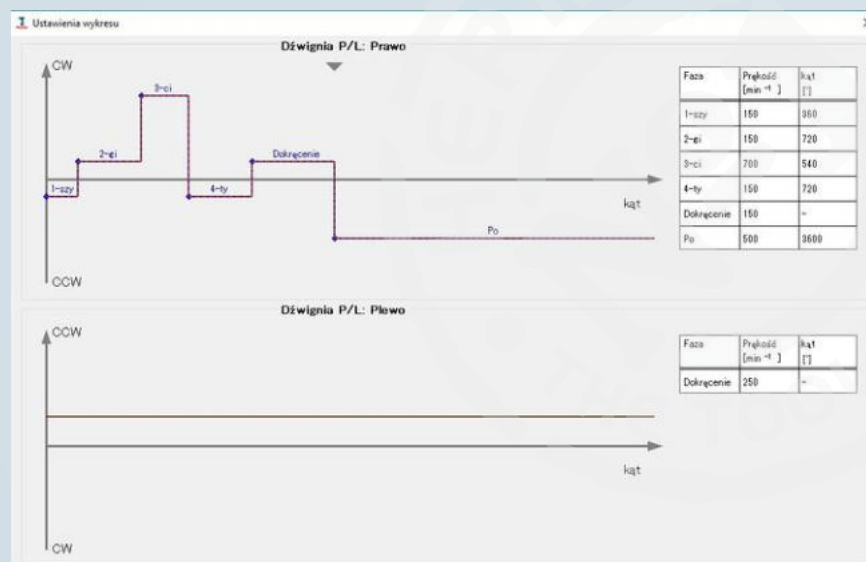 Ustawienia wykresu
Dźwignia P/L: Prawo
CW
3-ci
2-gi
Dokręcenie
1-szy
4-ty
kąt
Po
CCW
Faza Prękość [min⁻¹] kąt [°]
1-szy 150 360
2-gi 150 720
3-ci 700 540
4-ty 150 720
Dokręcenie 150 -
Po 500 3600
Dźwignia P/L: Plewo
CCW
kąt
CW
Faza Prękość [min⁻¹] kąt [°]
Dokręcenie 250 -